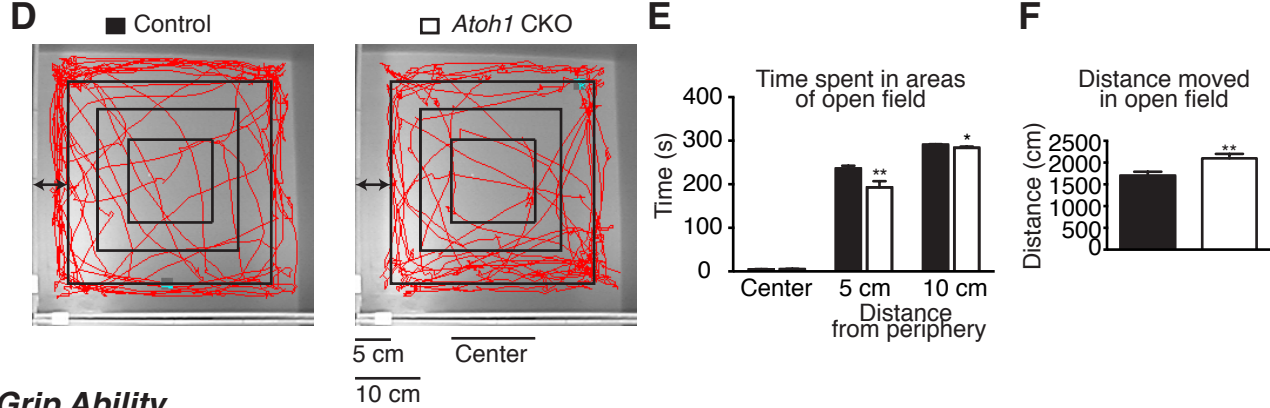 D
Control
Atoh1 CKO
5 cm
Center
10 cm
E
Time spent in areas
of open field
Time (s)
400
300
200
100
0
**
*
Center
5 cm
10 cm
Distance
from periphery
F
Distance moved
in open field
Distance (cm)
2500
2000
1500
1000
500
0
**
Grip Ability